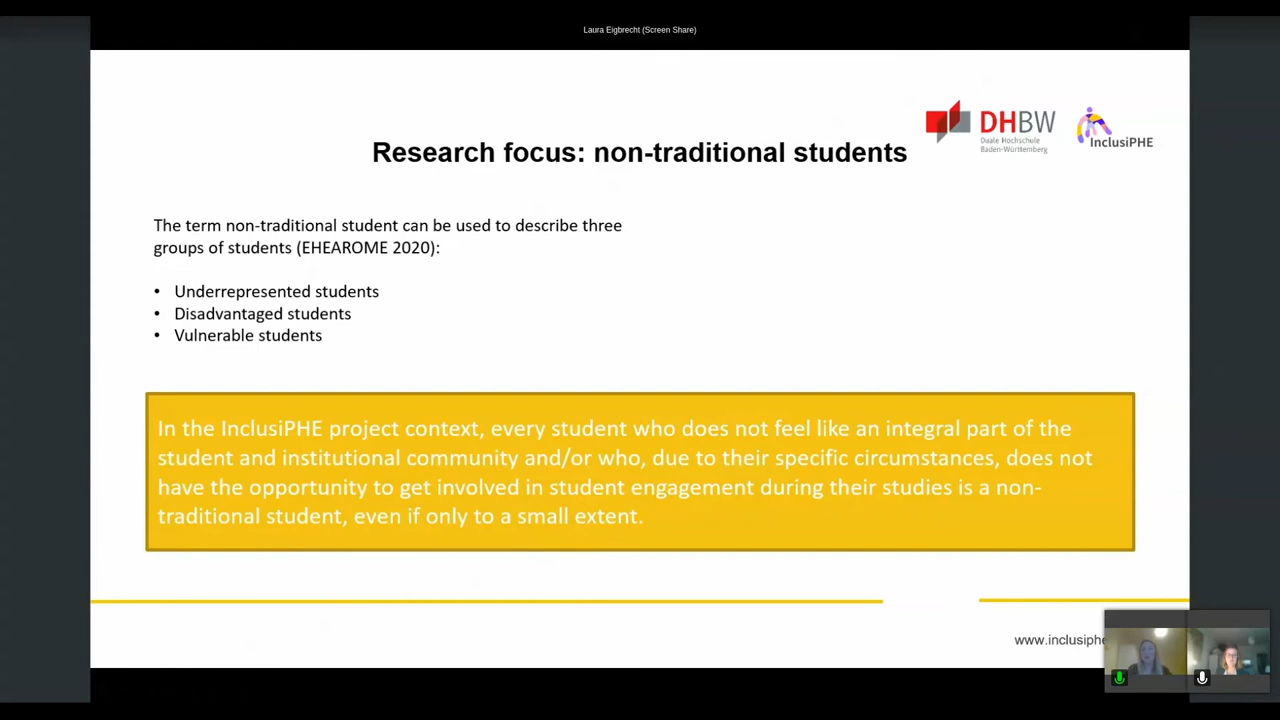 Laura Eigbrecht (Screen Share)
DHBW
Duale Hochschule
Baden-Württemberg
InclusiPHE
Research focus: non-traditional students
The term non-traditional student can be used to describe three
groups of students (EHEAROME 2020):
• Underrepresented students
• Disadvantaged students
• Vulnerable students
In the InclusiPHE project context, every student who does not feel like an integral part of the
student and institutional community and/or who, due to their specific circumstances, does not
have the opportunity to get involved in student engagement during their studies is a non-
traditional student, even if only to a small extent.
www.inclusiphe